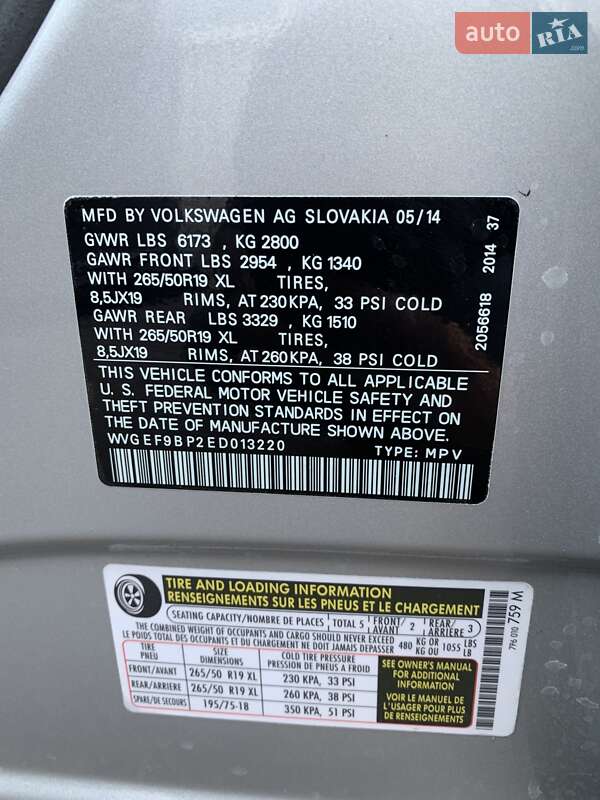 auto RIA
.com
MFD BY VOLKSWAGEN AG SLOVAKIA 05/14
GVWR LBS 6173 , KG 2800
GAWR FRONT LBS 2954 , KG 1340
WITH 265/50R19 XL TIRES,
8,5JX19 RIMS, AT 230KPA, 33 PSI COLD
GAWR REAR LBS 3329 , KG 1510
WITH 265/50R19 XL TIRES,
8,5JX19 RIMS, AT 260KPA, 38 PSI COLD
THIS VEHICLE CONFORMS TO ALL APPLICABLE
U. S. FEDERAL MOTOR VEHICLE SAFETY AND
THEFT PREVENTION STANDARDS IN EFFECT ON
THE DATE OF MANUFACTURE SHOWN ABOVE.
WVGEF9BP2ED013220 TYPE: MPV
2056618 2014 37
TIRE AND LOADING INFORMATION
RENSEIGNEMENTS SUR LES PNEUS ET LE CHARGEMENT
SEATING CAPACITY/NOMBRE DE PLACES TOTAL 5 FRONT/AVANT 2 REAR/ARRIÈRE 3
THE COMBINED WEIGHT OF OCCUPANTS AND CARGO SHOULD NEVER EXCEED 480 KG OR 1055 LBS
LE POIDS TOTAL DES OCCUPANTS ET DU CHARGEMENT NE DOIT JAMAIS DÉPASSER KG OU LB
TIRE SIZE COLD TIRE PRESSURE
PNEU DIMENSIONS PRESSION DE PNEUS A FROID
FRONT/AVANT 265/50 R19 XL 230 KPA, 33 PSI
REAR/ARRIÈRE 265/50 R19 XL 260 KPA, 38 PSI
SPARE/DE SECOURS 195/75-18 350 KPA, 51 PSI
SEE OWNER'S MANUAL
FOR ADDITIONAL
INFORMATION
VOIR LE MANUEL DE
L'USAGER POUR PLUS DE
RENSEIGNEMENTS
7P6 010 759 M